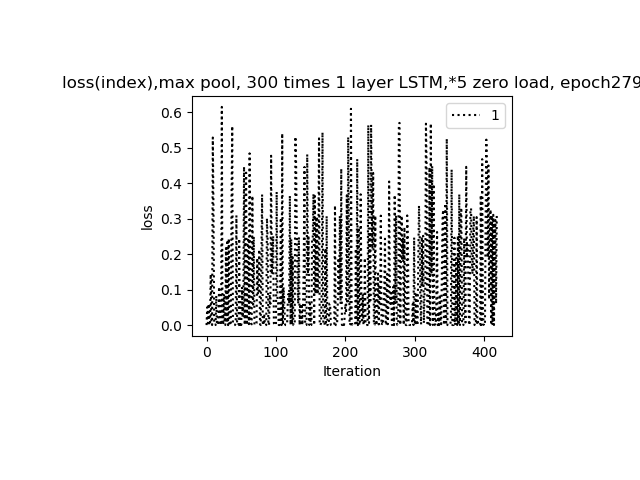 loss(index),max pool, 300 times 1 layer LSTM,*5 zero load, epoch279
1
0.6
0.5
0.4
0.3
0.2
0.1
0.0
loss
0 100 200 300 400
Iteration